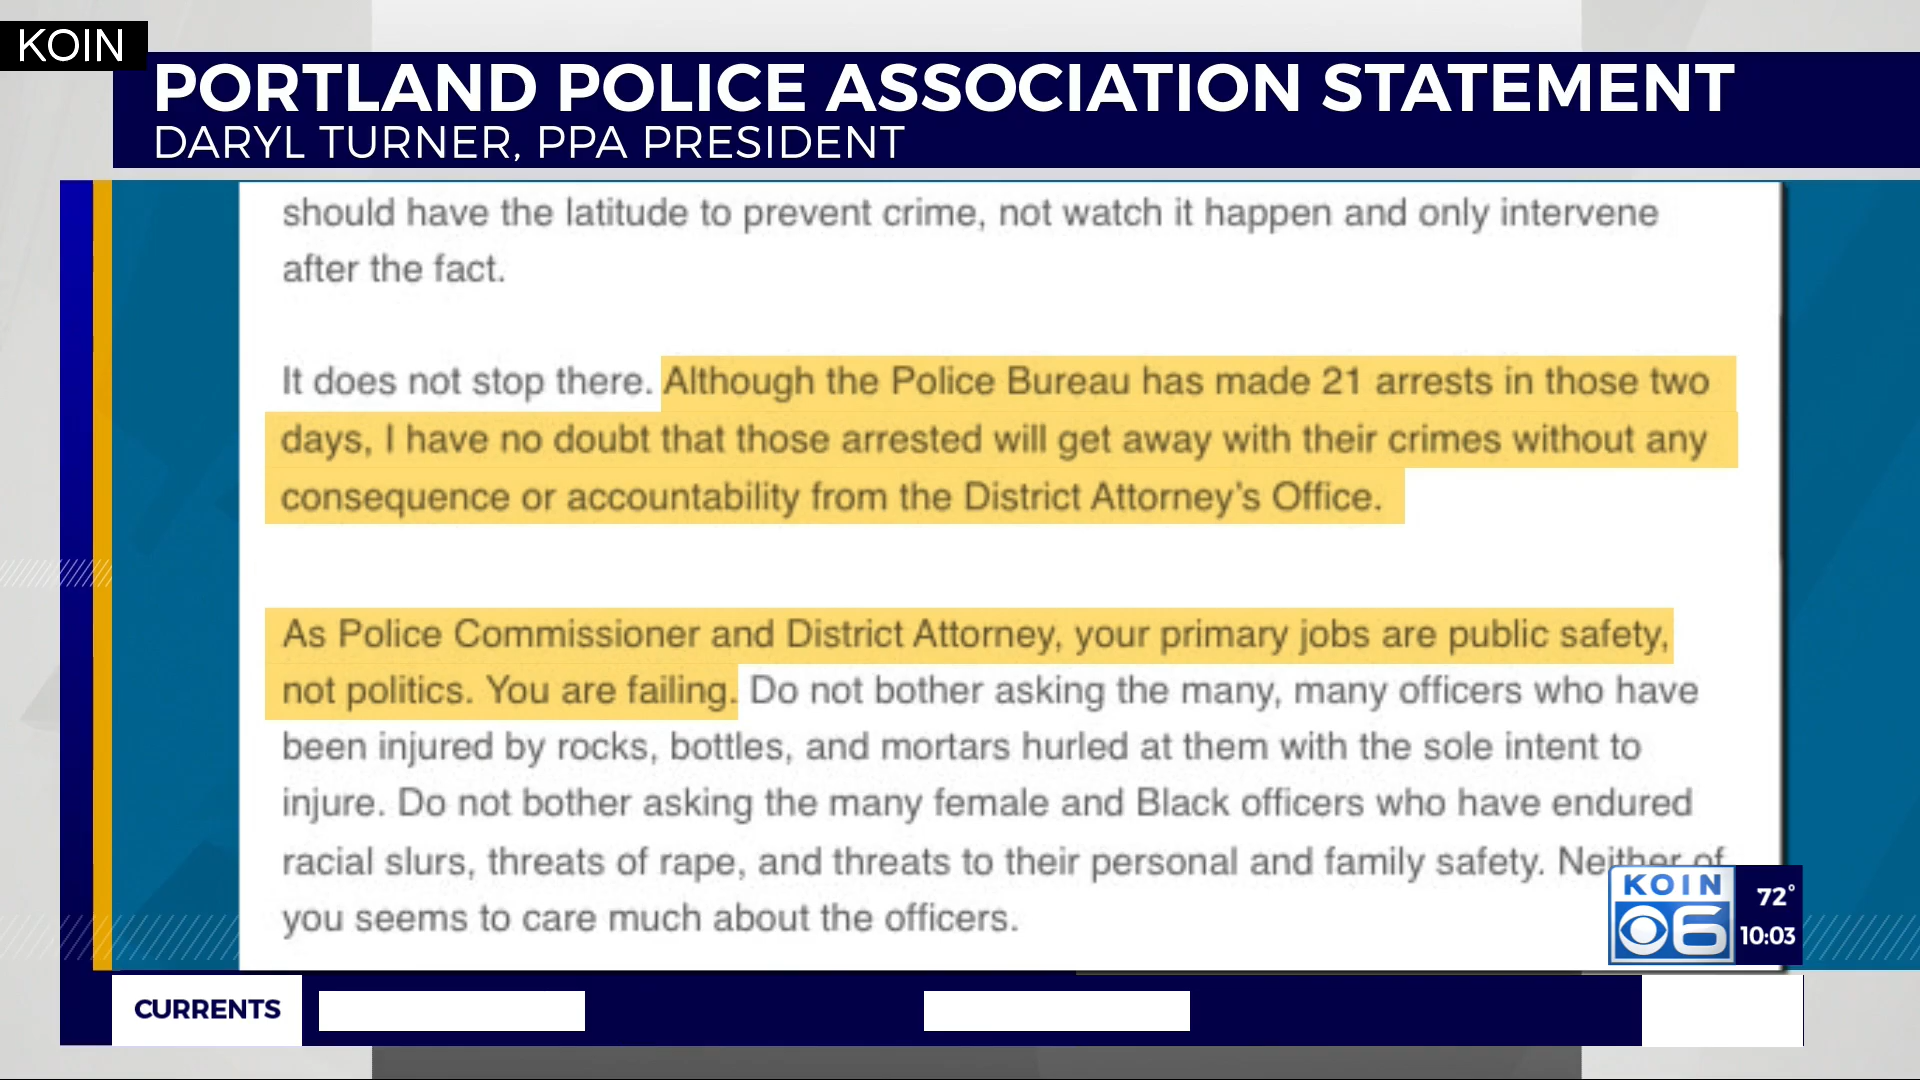 KOIN
PORTLAND POLICE ASSOCIATION STATEMENT
DARYL TURNER, PPA PRESIDENT
should have the latitude to prevent crime, not watch it happen and only intervene
after the fact.
It does not stop there. Although the Police Bureau has made 21 arrests in those two
days, I have no doubt that those arrested will get away with their crimes without any
consequence or accountability from the District Attorney’s Office.
As Police Commissioner and District Attorney, your primary jobs are public safety,
not politics. You are failing. Do not bother asking the many, many officers who have
been injured by rocks, bottles, and mortars hurled at them with the sole intent to
injure. Do not bother asking the many female and Black officers who have endured
racial slurs, threats of rape, and threats to their personal and family safety. Neither of
you seems to care much about the officers.
KOIN
6
72°
10:03
CURRENTS